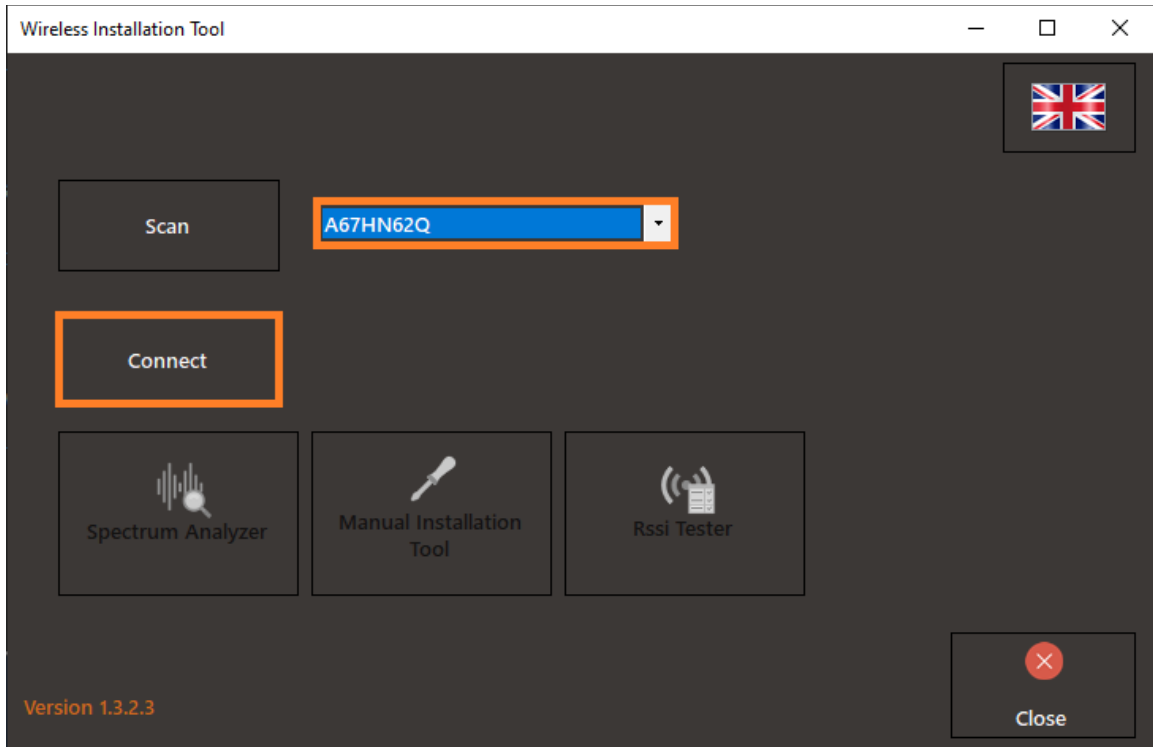 Wireless Installation Tool
Scan
A67HN62Q
Connect
Spectrum Analyzer
Manual Installation
Tool
Rssi Tester
Version 1.3.2.3
Close